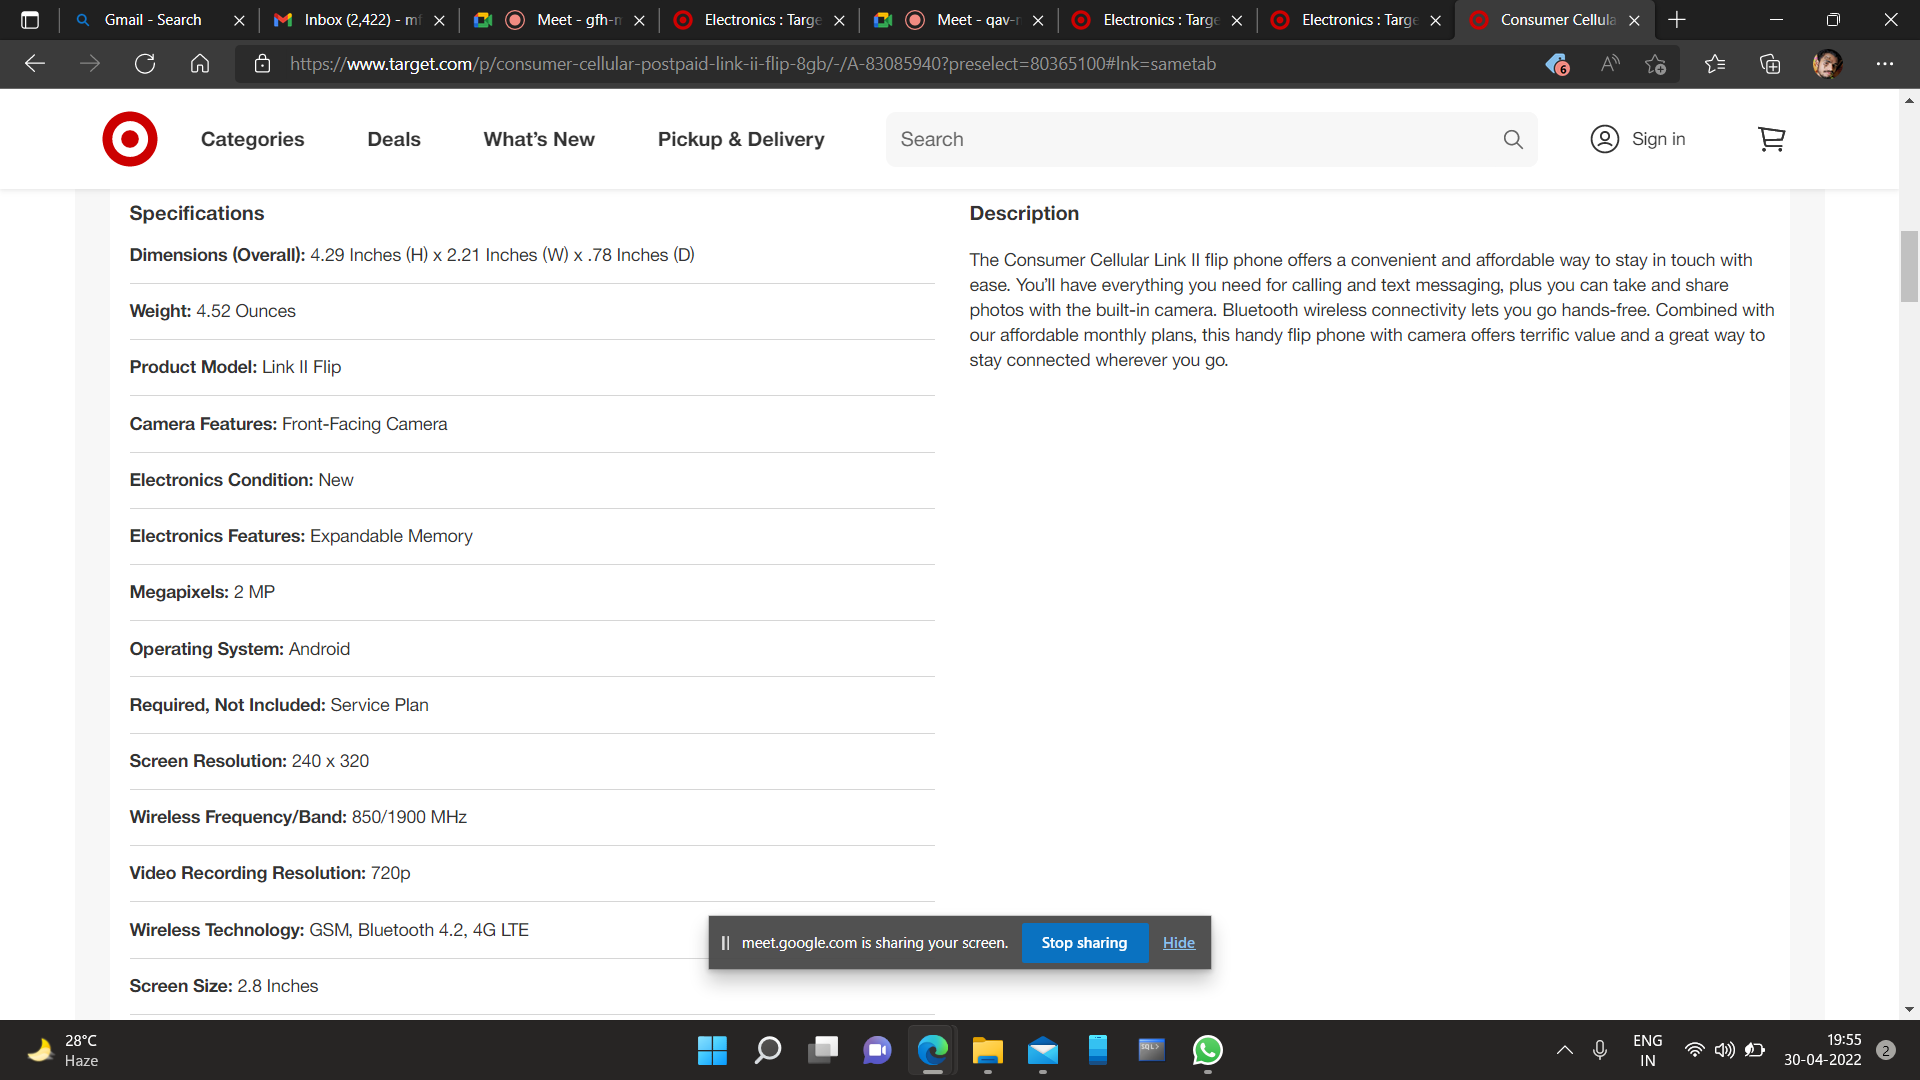 Gmail - Search
Inbox (2,422) - mf
Meet - gfh-m
Electronics : Targe
Meet - qav-r
Electronics : Targe
Electronics : Targe
Consumer Cellula
https://www.target.com/p/consumer-cellular-postpaid-link-ii-flip-8gb/-/A-83085940?preselect=80365100#lnk=sametab
6
Categories
Deals
What's New
Pickup & Delivery
Search
Sign in
Specifications
Dimensions (Overall): 4.29 Inches (H) x 2.21 Inches (W) x .78 Inches (D)
Weight: 4.52 Ounces
Product Model: Link II Flip
Camera Features: Front-Facing Camera
Electronics Condition: New
Electronics Features: Expandable Memory
Megapixels: 2 MP
Operating System: Android
Required, Not Included: Service Plan
Screen Resolution: 240 x 320
Wireless Frequency/Band: 850/1900 MHz
Video Recording Resolution: 720p
Wireless Technology: GSM, Bluetooth 4.2, 4G LTE
Screen Size: 2.8 Inches
Description
The Consumer Cellular Link II flip phone offers a convenient and affordable way to stay in touch with
ease. You'll have everything you need for calling and text messaging, plus you can take and share
photos with the built-in camera. Bluetooth wireless connectivity lets you go hands-free. Combined with
our affordable monthly plans, this handy flip phone with camera offers terrific value and a great way to
stay connected wherever you go.
meet.google.com is sharing your screen.
Stop sharing
Hide
28°C
Haze
SQL>
ENG
IN
19:55
30-04-2022
2